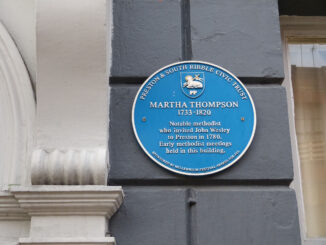 PRESTON & SOUTH RIBBLE CIVIC TRUST
MARTHA THOMPSON
1733-1820
Notable methodist
who invited John Wesley
to Preston in 1780.
Early methodist meetings
held in this building.